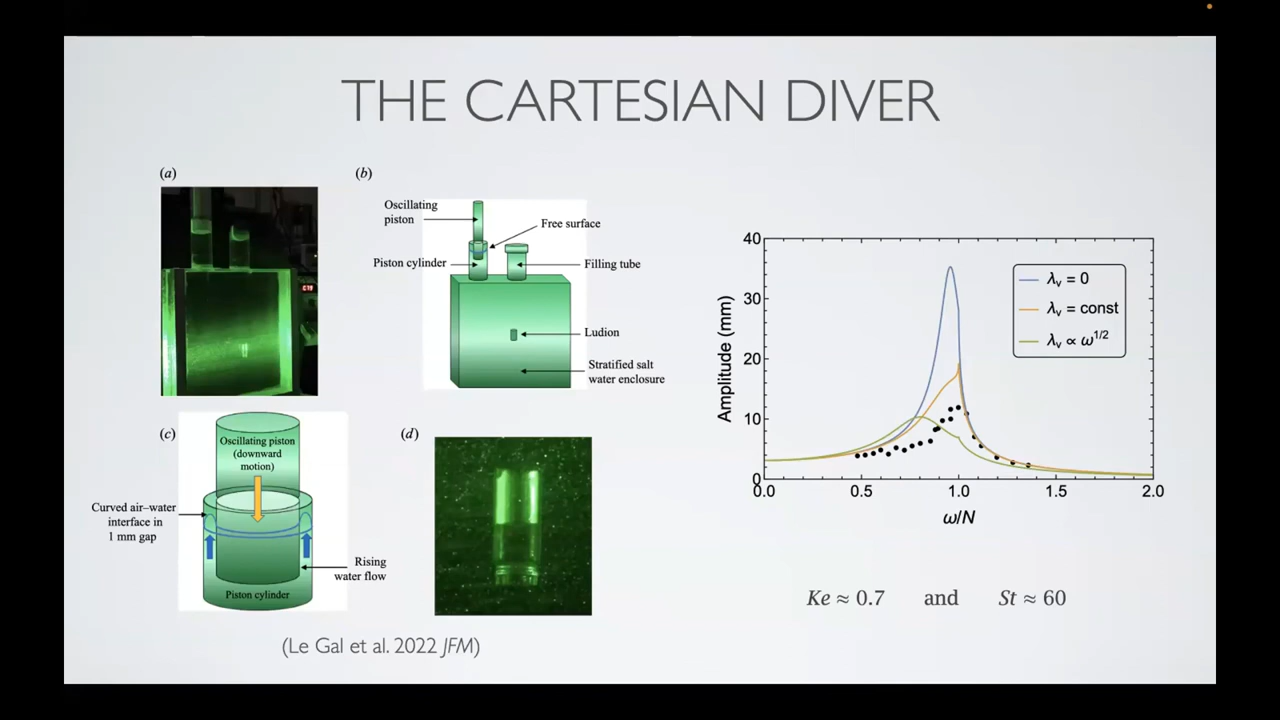 THE CARTESIAN DIVER
(a)
(b)
Oscillating
piston
Free surface
Piston cylinder
Filling tube
Ludion
Stratified salt
water enclosure
(c)
Oscillating piston
(downward
motion)
Curved air–water
interface in
1 mm gap
Rising
water flow
Piston cylinder
(d)
(Le Gal et al. 2022 JFM)
Amplitude (mm)
40
30
20
10
0
0.0 0.5 1.0 1.5 2.0
ω/N
λv = 0
λv = const
λv ∝ ω^1/2
Ke ≈ 0.7 and St ≈ 60